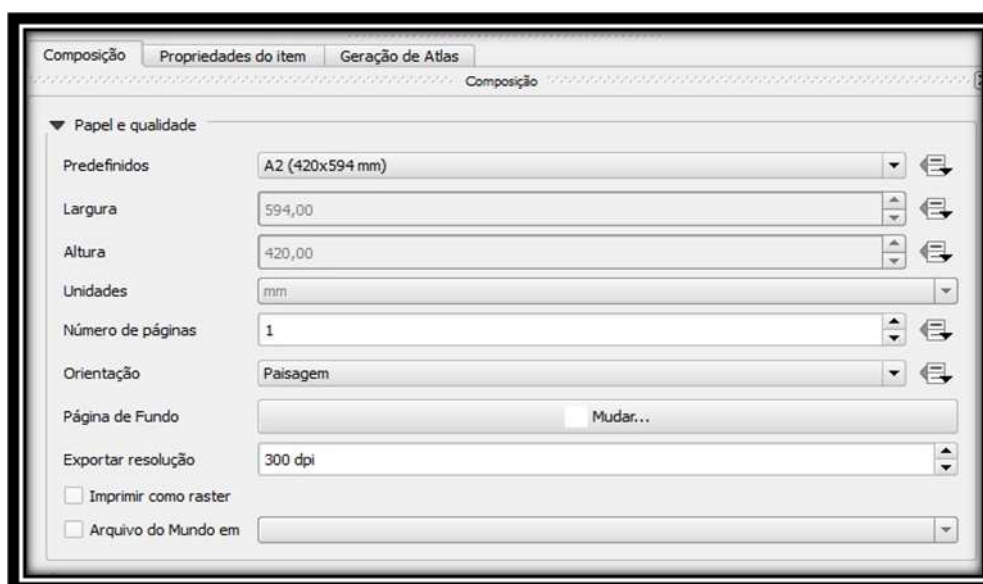 Composição Propriedades do item Geração de Atlas
Composição
Papel e qualidade
Predefinidos A2 (420x594 mm)
Largura 594,00
Altura 420,00
Unidades mm
Número de páginas 1
Orientação Paisagem
Página de Fundo Mudar...
Exportar resolução 300 dpi
Imprimir como raster
Arquivo do Mundo em